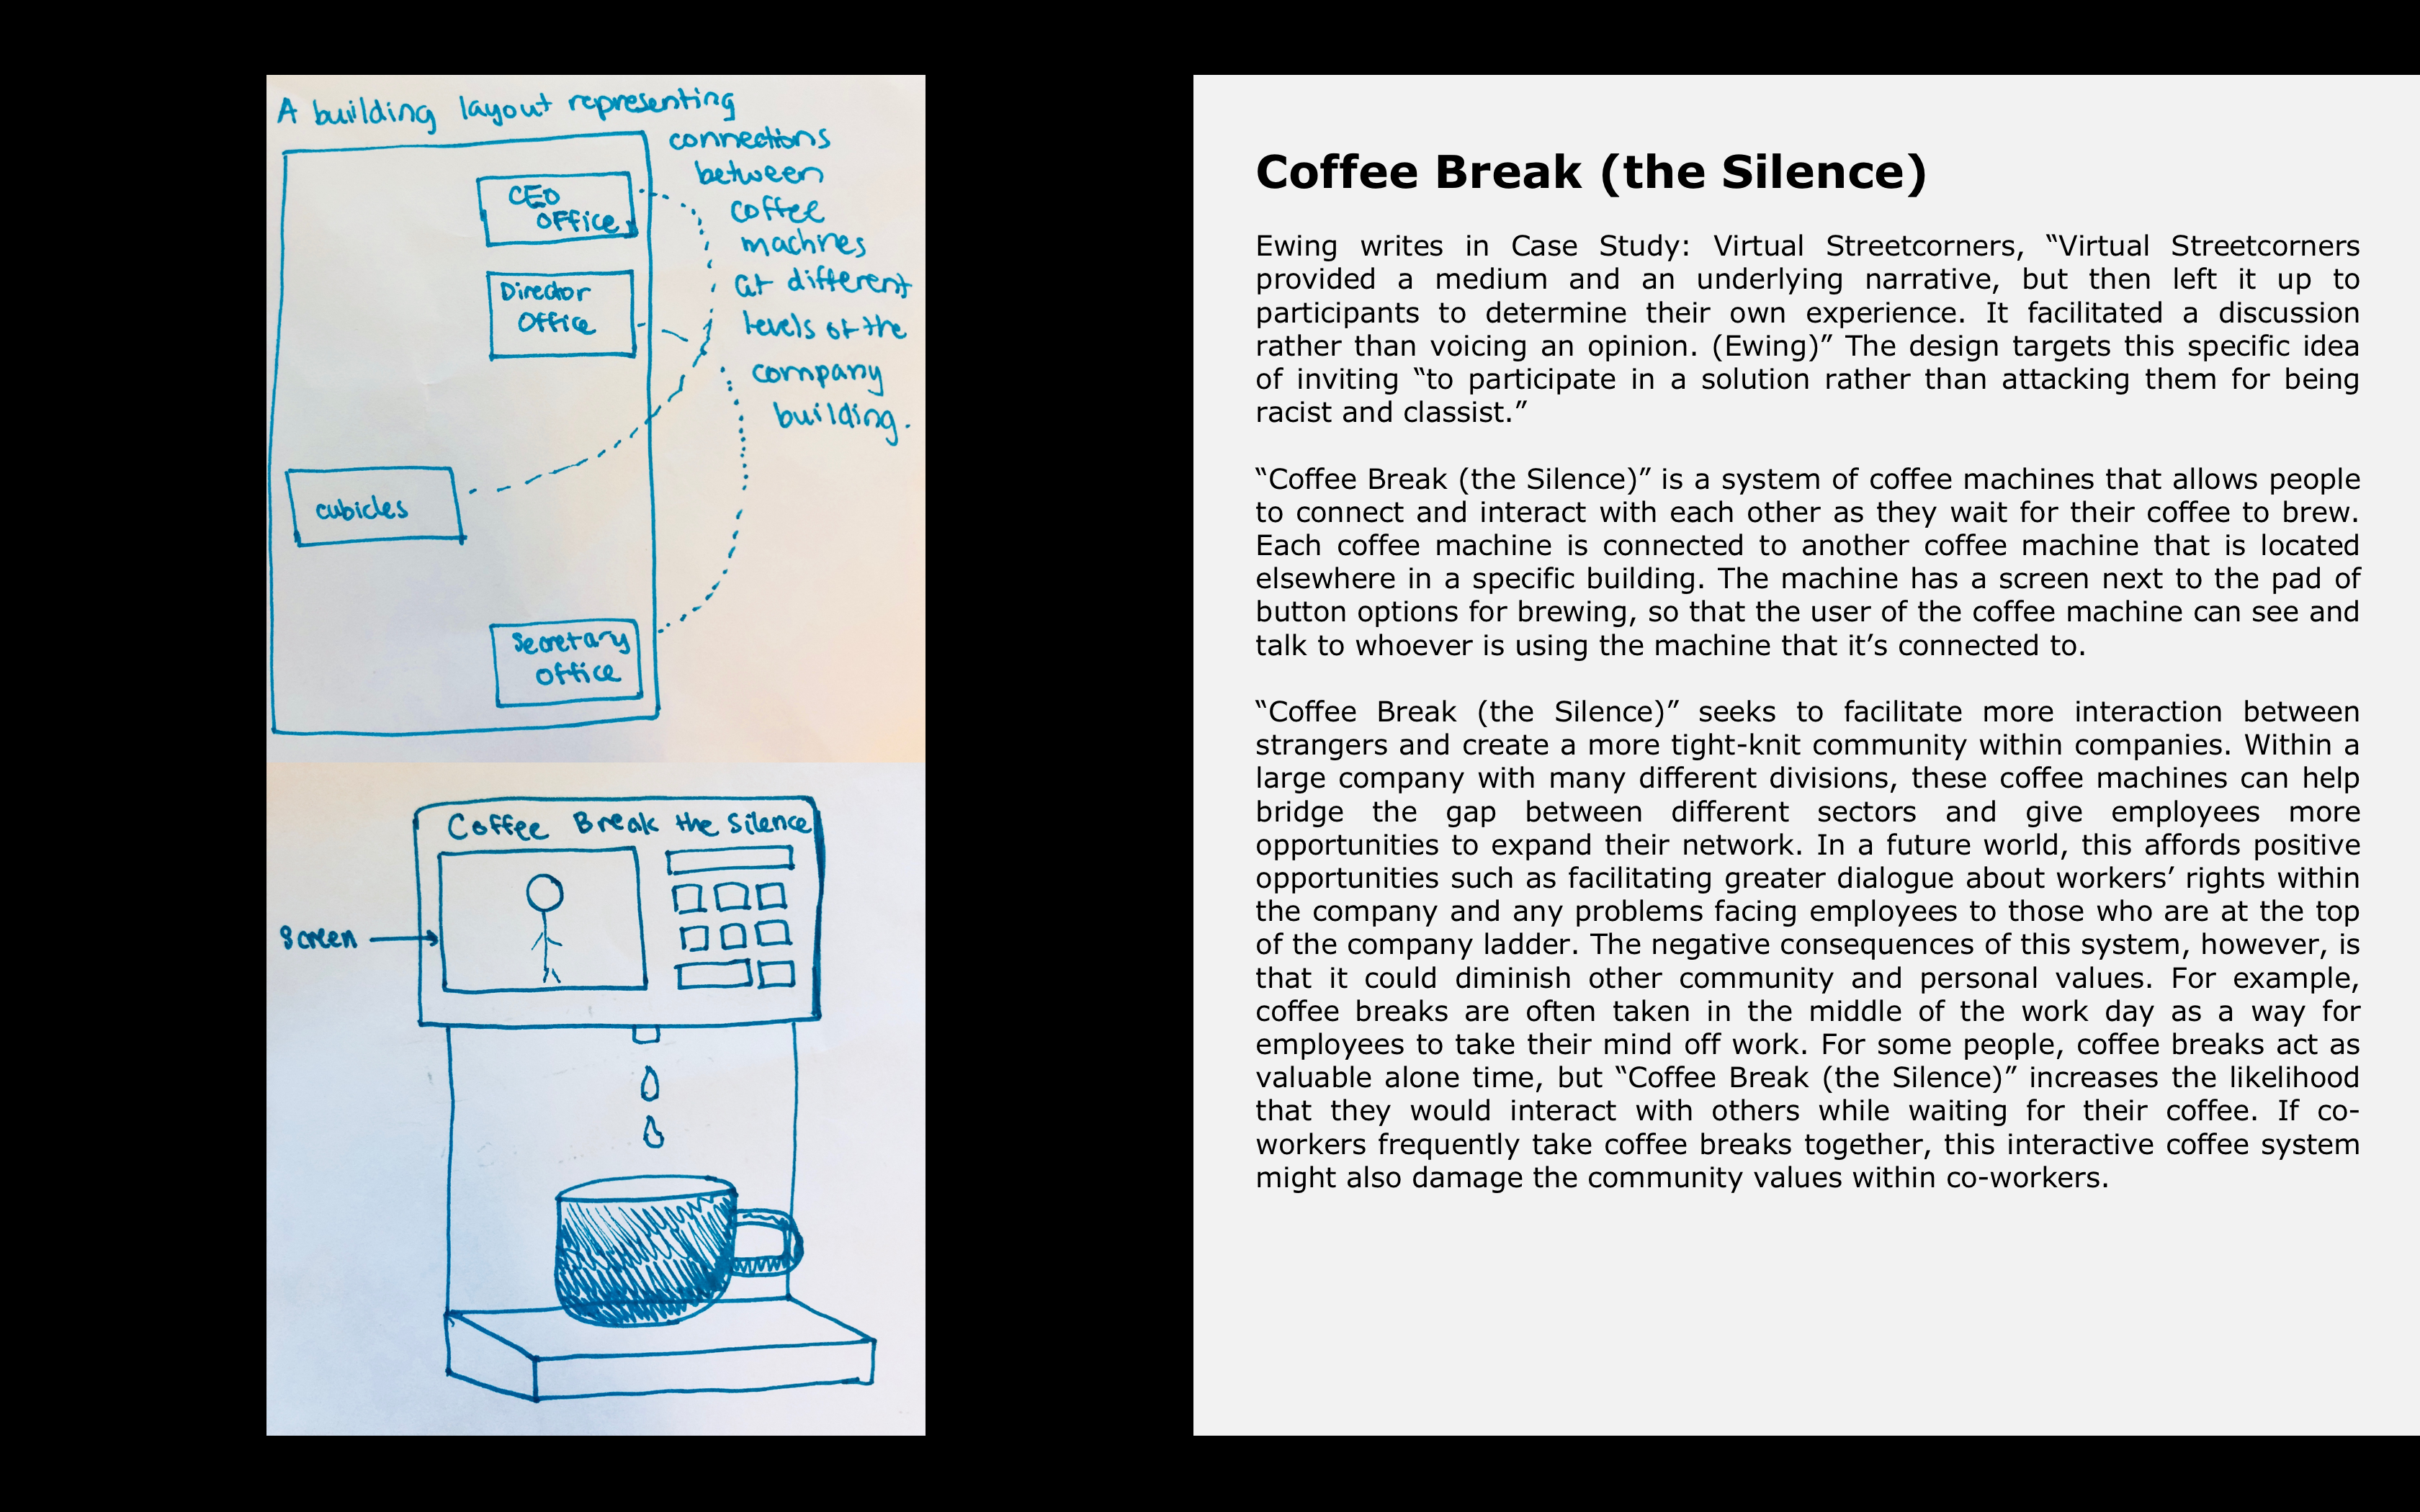 A building layout representing
connections
between
coffee
machines
at different
levels of the
company
building.
CEO
Office
Director
Office
cubicles
Secretary
Office
Coffee Break the Silence
Screen
Coffee Break (the Silence)
Ewing writes in Case Study: Virtual Streetcorners, “Virtual Streetcorners
provided a medium and an underlying narrative, but then left it up to
participants to determine their own experience. It facilitated a discussion
rather than voicing an opinion. (Ewing)” The design targets this specific idea
of inviting “to participate in a solution rather than attacking them for being
racist and classist.”
“Coffee Break (the Silence)” is a system of coffee machines that allows people
to connect and interact with each other as they wait for their coffee to brew.
Each coffee machine is connected to another coffee machine that is located
elsewhere in a specific building. The machine has a screen next to the pad of
button options for brewing, so that the user of the coffee machine can see and
talk to whoever is using the machine that it’s connected to.
“Coffee Break (the Silence)” seeks to facilitate more interaction between
strangers and create a more tight-knit community within companies. Within a
large company with many different divisions, these coffee machines can help
bridge the gap between different sectors and give employees more
opportunities to expand their network. In a future world, this affords positive
opportunities such as facilitating greater dialogue about workers’ rights within
the company and any problems facing employees to those who are at the top
of the company ladder. The negative consequences of this system, however, is
that it could diminish other community and personal values. For example,
coffee breaks are often taken in the middle of the work day as a way for
employees to take their mind off work. For some people, coffee breaks act as
valuable alone time, but “Coffee Break (the Silence)” increases the likelihood
that they would interact with others while waiting for their coffee. If co-
workers frequently take coffee breaks together, this interactive coffee system
might also damage the community values within co-workers.